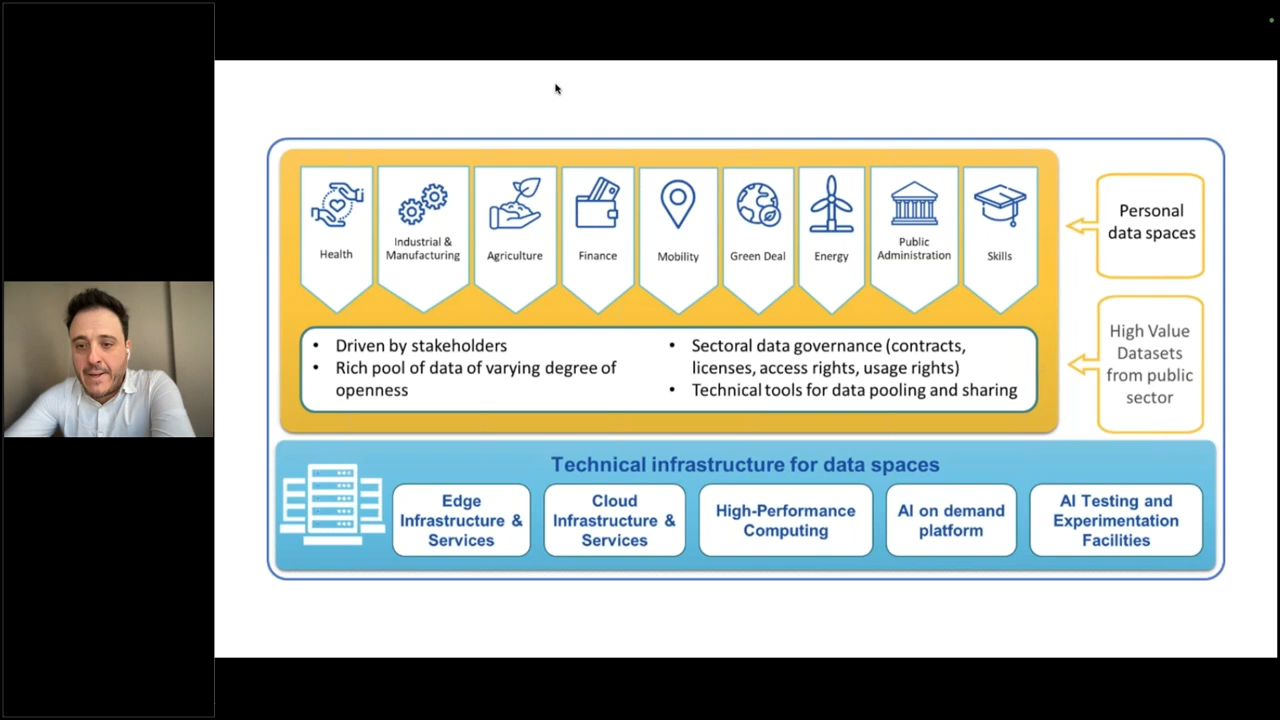 Health
Industrial &
Manufacturing
Agriculture
Finance
Mobility
Green Deal
Energy
Public
Administration
Skills
Personal
data spaces
• Driven by stakeholders
• Rich pool of data of varying degree of
openness
• Sectoral data governance (contracts,
licenses, access rights, usage rights)
• Technical tools for data pooling and sharing
High Value
Datasets
from public
sector
Technical infrastructure for data spaces
Edge
Infrastructure &
Services
Cloud
Infrastructure &
Services
High-Performance
Computing
AI on demand
platform
AI Testing and
Experimentation
Facilities